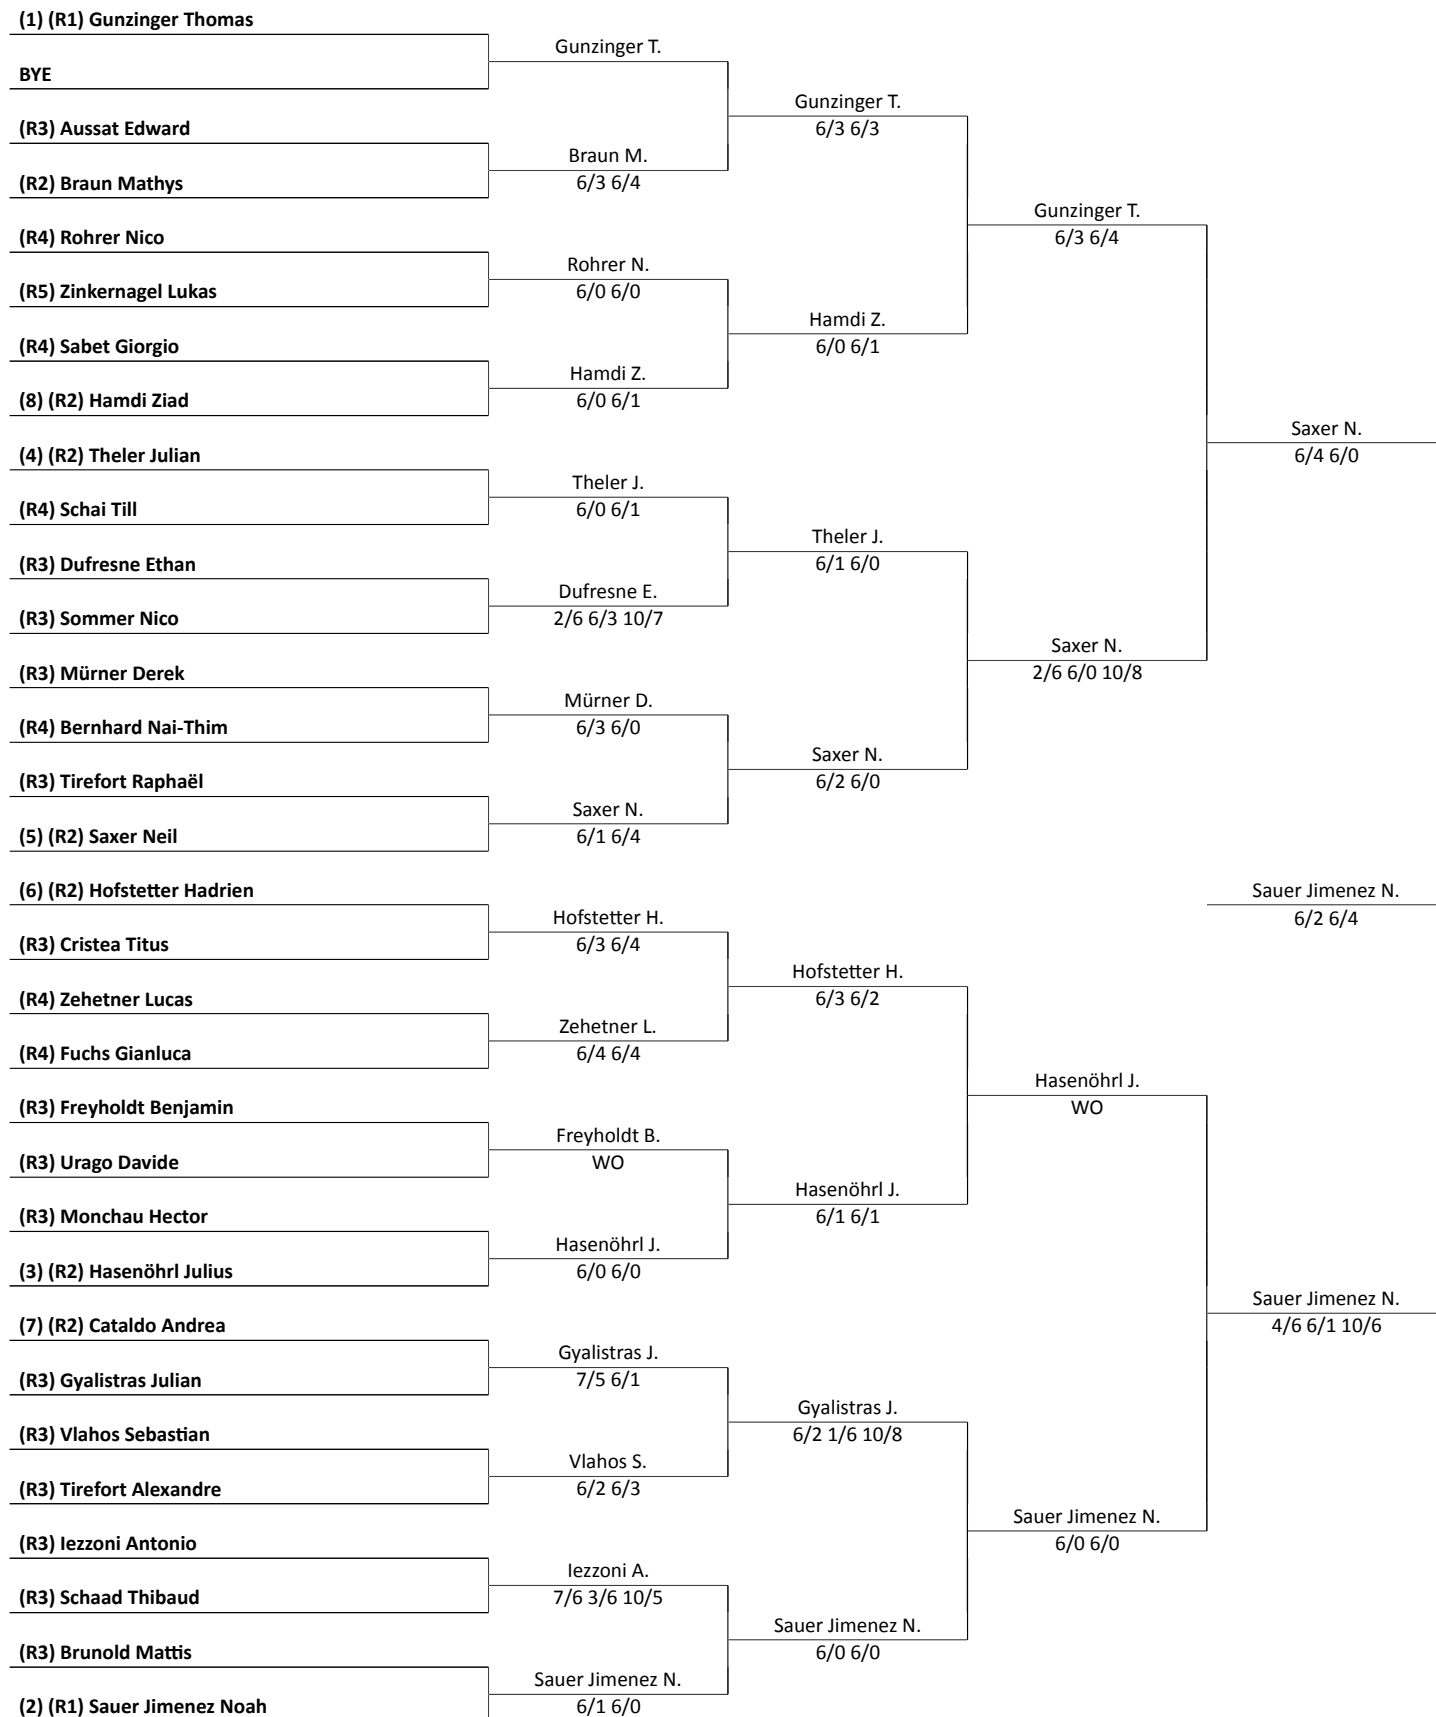 (1) (R1) Gunzinger Thomas
Gunzinger T.
BYE
Gunzinger T.
6/3 6/3
(R3) Aussat Edward
Braun M.
6/3 6/4
(R2) Braun Mathys
Gunzinger T.
6/3 6/4
(R4) Rohrer Nico
Rohrer N.
6/0 6/0
(R5) Zinkernagel Lukas
Hamdi Z.
6/0 6/1
(R4) Sabet Giorgio
Hamdi Z.
6/0 6/1
(8) (R2) Hamdi Ziad
Saxer N.
6/4 6/0
(4) (R2) Theler Julian
Theler J.
6/0 6/1
(R4) Schai Till
Theler J.
6/1 6/0
(R3) Dufresne Ethan
Dufresne E.
2/6 6/3 10/7
(R3) Sommer Nico
Saxer N.
2/6 6/0 10/8
(R3) Mürner Derek
Mürner D.
6/3 6/0
(R4) Bernhard Nai-Thim
Saxer N.
6/2 6/0
(R3) Tirefort Raphaël
Saxer N.
6/1 6/4
(5) (R2) Saxer Neil
(6) (R2) Hofstetter Hadrien
Sauer Jimenez N.
6/2 6/4
Hofstetter H.
6/3 6/4
(R3) Cristea Titus
Hofstetter H.
6/3 6/2
(R4) Zehetner Lucas
Zehetner L.
6/4 6/4
(R4) Fuchs Gianluca
Hasenöhrl J.
WO
(R3) Freyholdt Benjamin
Freyholdt B.
WO
(R3) Urago Davide
Hasenöhrl J.
6/1 6/1
(R3) Monchau Hector
Hasenöhrl J.
6/0 6/0
(3) (R2) Hasenöhrl Julius
Sauer Jimenez N.
4/6 6/1 10/6
(7) (R2) Cataldo Andrea
Gyalistras J.
7/5 6/1
(R3) Gyalistras Julian
Gyalistras J.
6/2 1/6 10/8
(R3) Vlahos Sebastian
Vlahos S.
6/2 6/3
(R3) Tirefort Alexandre
Sauer Jimenez N.
6/0 6/0
(R3) Iezzoni Antonio
Iezzoni A.
7/6 3/6 10/5
(R3) Schaad Thibaud
Sauer Jimenez N.
6/0 6/0
(R3) Brunold Mattis
Sauer Jimenez N.
6/1 6/0
(2) (R1) Sauer Jimenez Noah